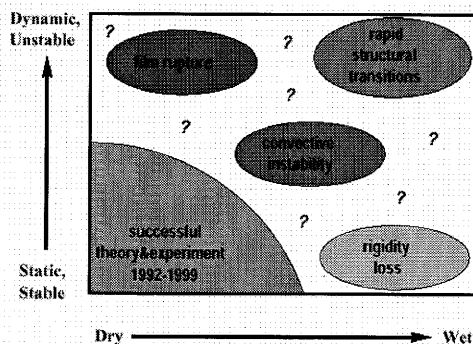 Dynamic,
Unstable
?
film rupture
?
rapid
structural
transitions
?
?
convective
instability
?
successful
theory&experiment
1992-1999
?
?
rigidity
loss
Static,
Stable
Dry
Wet